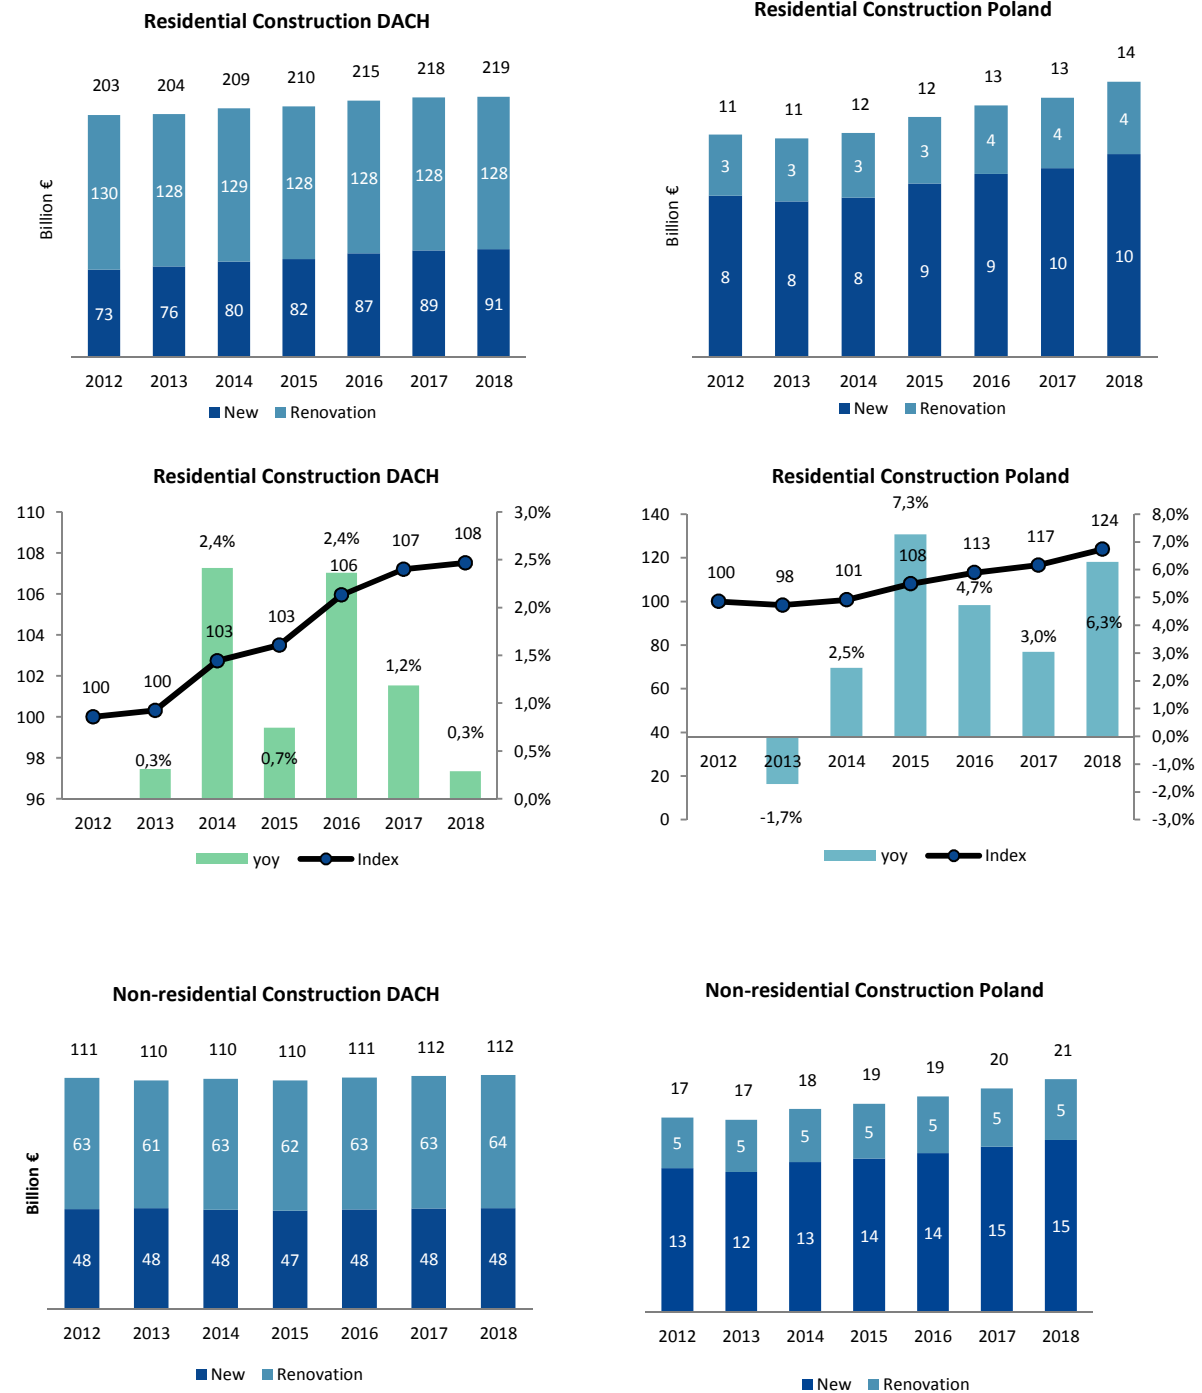 Residential Construction DACH
203 204 209 210 215 218 219
130 128 129 128 128 128 128
73 76 80 82 87 89 91
Billion €
2012 2013 2014 2015 2016 2017 2018
New Renovation
Residential Construction Poland
11 11 12 12 13 13 14
3 3 3 3 4 4 4
8 8 8 9 9 10 10
Billion €
2012 2013 2014 2015 2016 2017 2018
New Renovation
Residential Construction DACH
110
108
106
104
102
100
98
96
3,0%
2,5%
2,0%
1,5%
1,0%
0,5%
0,0%
100 100 103 103 106 107 108
0,3% 2,4% 0,7% 2,4% 1,2% 0,3%
2012 2013 2014 2015 2016 2017 2018
yoy Index
Residential Construction Poland
140
120
100
80
60
40
20
0
8,0%
7,0%
6,0%
5,0%
4,0%
3,0%
2,0%
1,0%
0,0%
-1,0%
-2,0%
-3,0%
100 98 101 108 113 117 124
-1,7% 2,5% 7,3% 4,7% 3,0% 6,3%
2012 2013 2014 2015 2016 2017 2018
yoy Index
Non-residential Construction DACH
111 110 110 110 111 112 112
63 61 63 62 63 63 64
48 48 48 47 48 48 48
Billion €
2012 2013 2014 2015 2016 2017 2018
New Renovation
Non-residential Construction Poland
17 17 18 19 19 20 21
5 5 5 5 5 5 5
13 12 13 14 14 15 15
2012 2013 2014 2015 2016 2017 2018
New Renovation